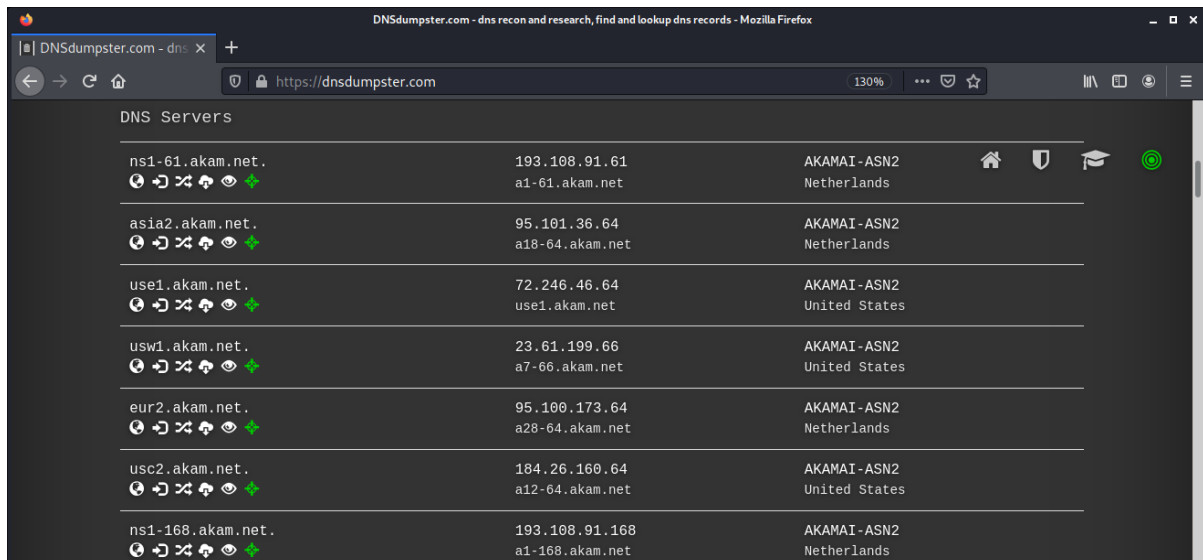 DNSdumpster.com - dns recon and research, find and lookup dns records - Mozilla Firefox
DNSdumpster.com - dns
https://dnsdumpster.com
130%
DNS Servers
ns1-61.akam.net. 193.108.91.61 AKAMAI-ASN2
a1-61.akam.net Netherlands
asia2.akam.net. 95.101.36.64 AKAMAI-ASN2
a18-64.akam.net Netherlands
use1.akam.net. 72.246.46.64 AKAMAI-ASN2
use1.akam.net United States
usw1.akam.net. 23.61.199.66 AKAMAI-ASN2
a7-66.akam.net United States
eur2.akam.net. 95.100.173.64 AKAMAI-ASN2
a28-64.akam.net Netherlands
usc2.akam.net. 184.26.160.64 AKAMAI-ASN2
a12-64.akam.net United States
ns1-168.akam.net. 193.108.91.168 AKAMAI-ASN2
a1-168.akam.net Netherlands